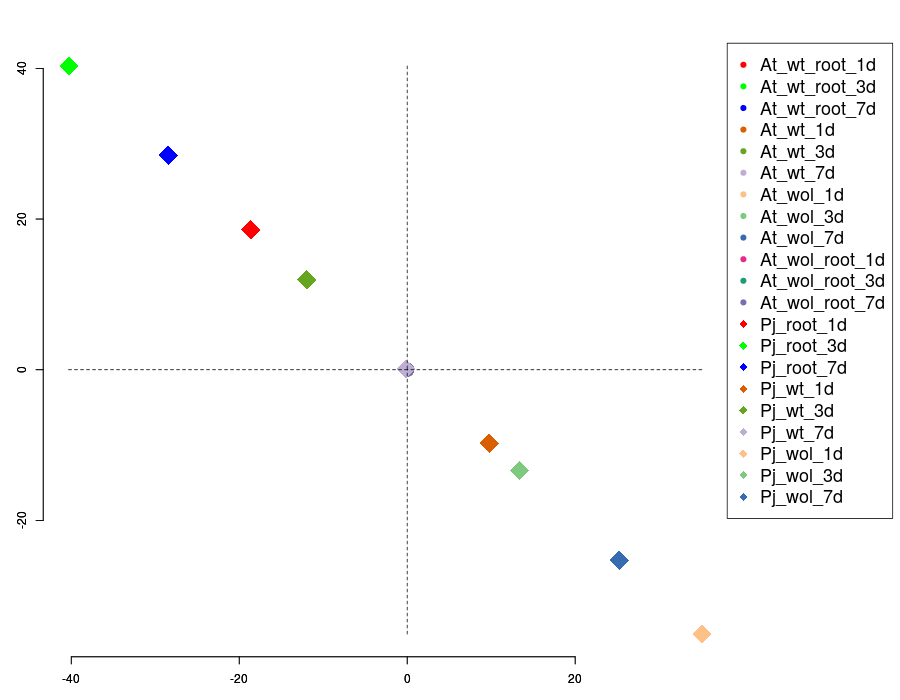 40
20
0
-20
-40
-20
0
20
At_wt_root_1d
At_wt_root_3d
At_wt_root_7d
At_wt_1d
At_wt_3d
At_wt_7d
At_wol_1d
At_wol_3d
At_wol_7d
At_wol_root_1d
At_wol_root_3d
At_wol_root_7d
Pj_root_1d
Pj_root_3d
Pj_root_7d
Pj_wt_1d
Pj_wt_3d
Pj_wt_7d
Pj_wol_1d
Pj_wol_3d
Pj_wol_7d